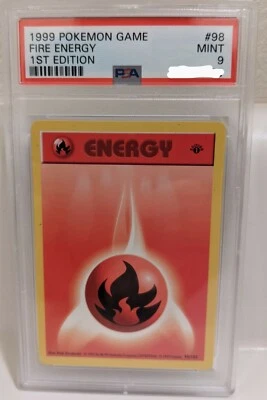 1999 POKEMON GAME #98
FIRE ENERGY MINT
1ST EDITION PSA 9
ENERGY